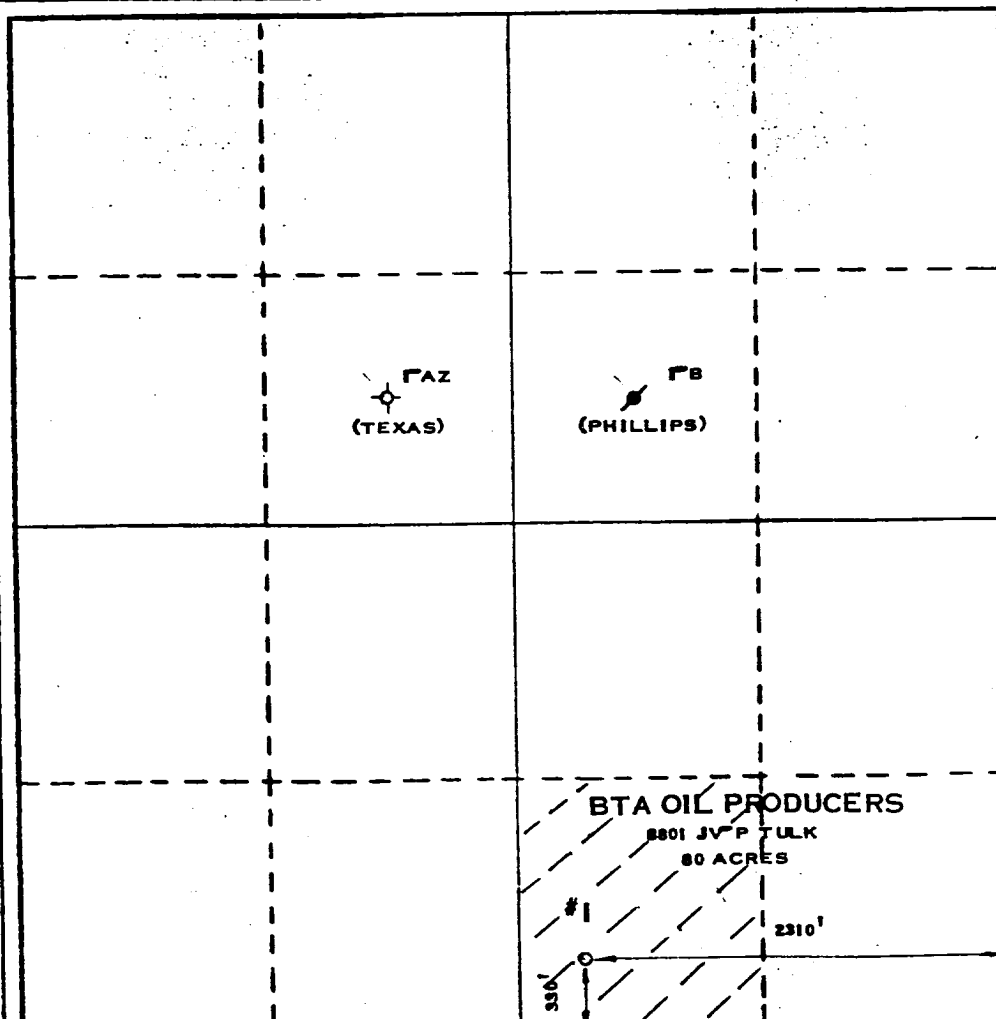 1-AZ
(TEXAS)
1-B
(PHILLIPS)
BTA OIL PRODUCERS
8801 JV-P TULK
80 ACRES
#1
2310'
330'